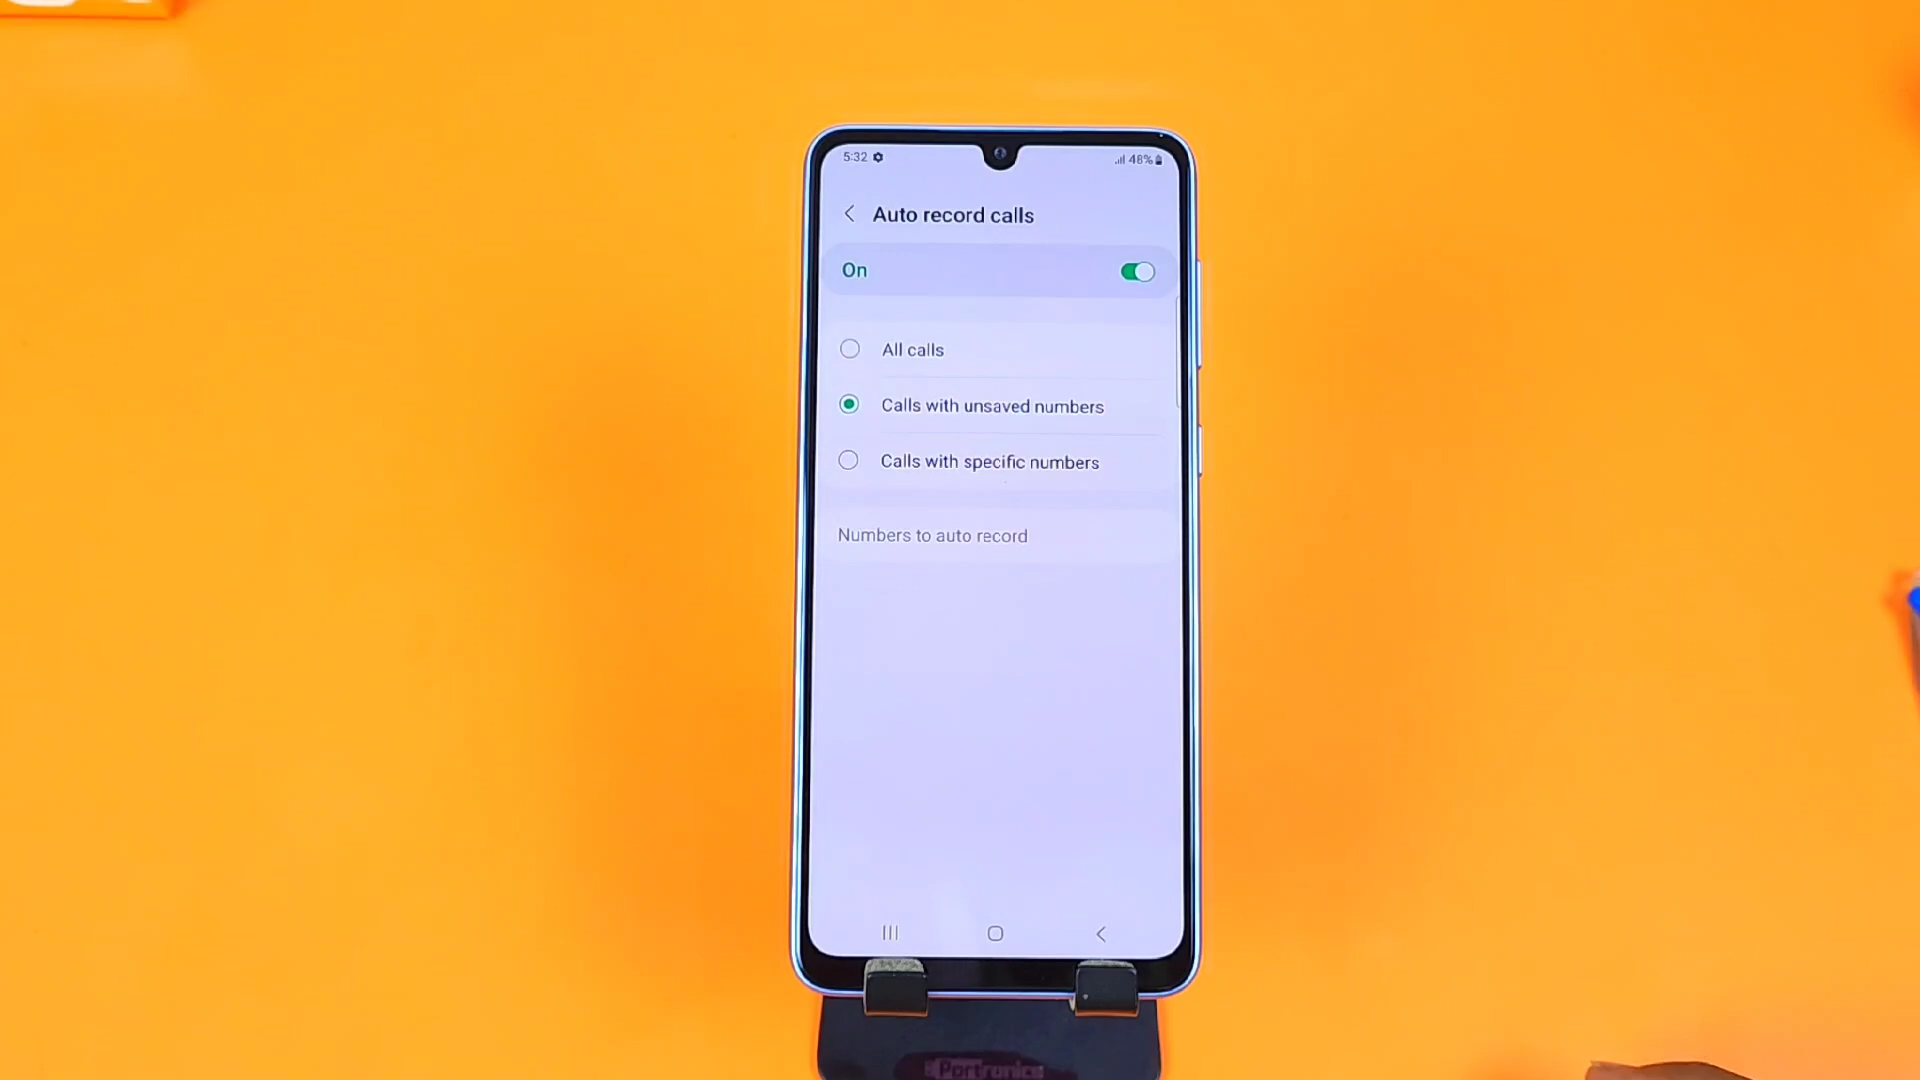 5:32
48%
Auto record calls
On
All calls
Calls with unsaved numbers
Calls with specific numbers
Numbers to auto record
Portronics